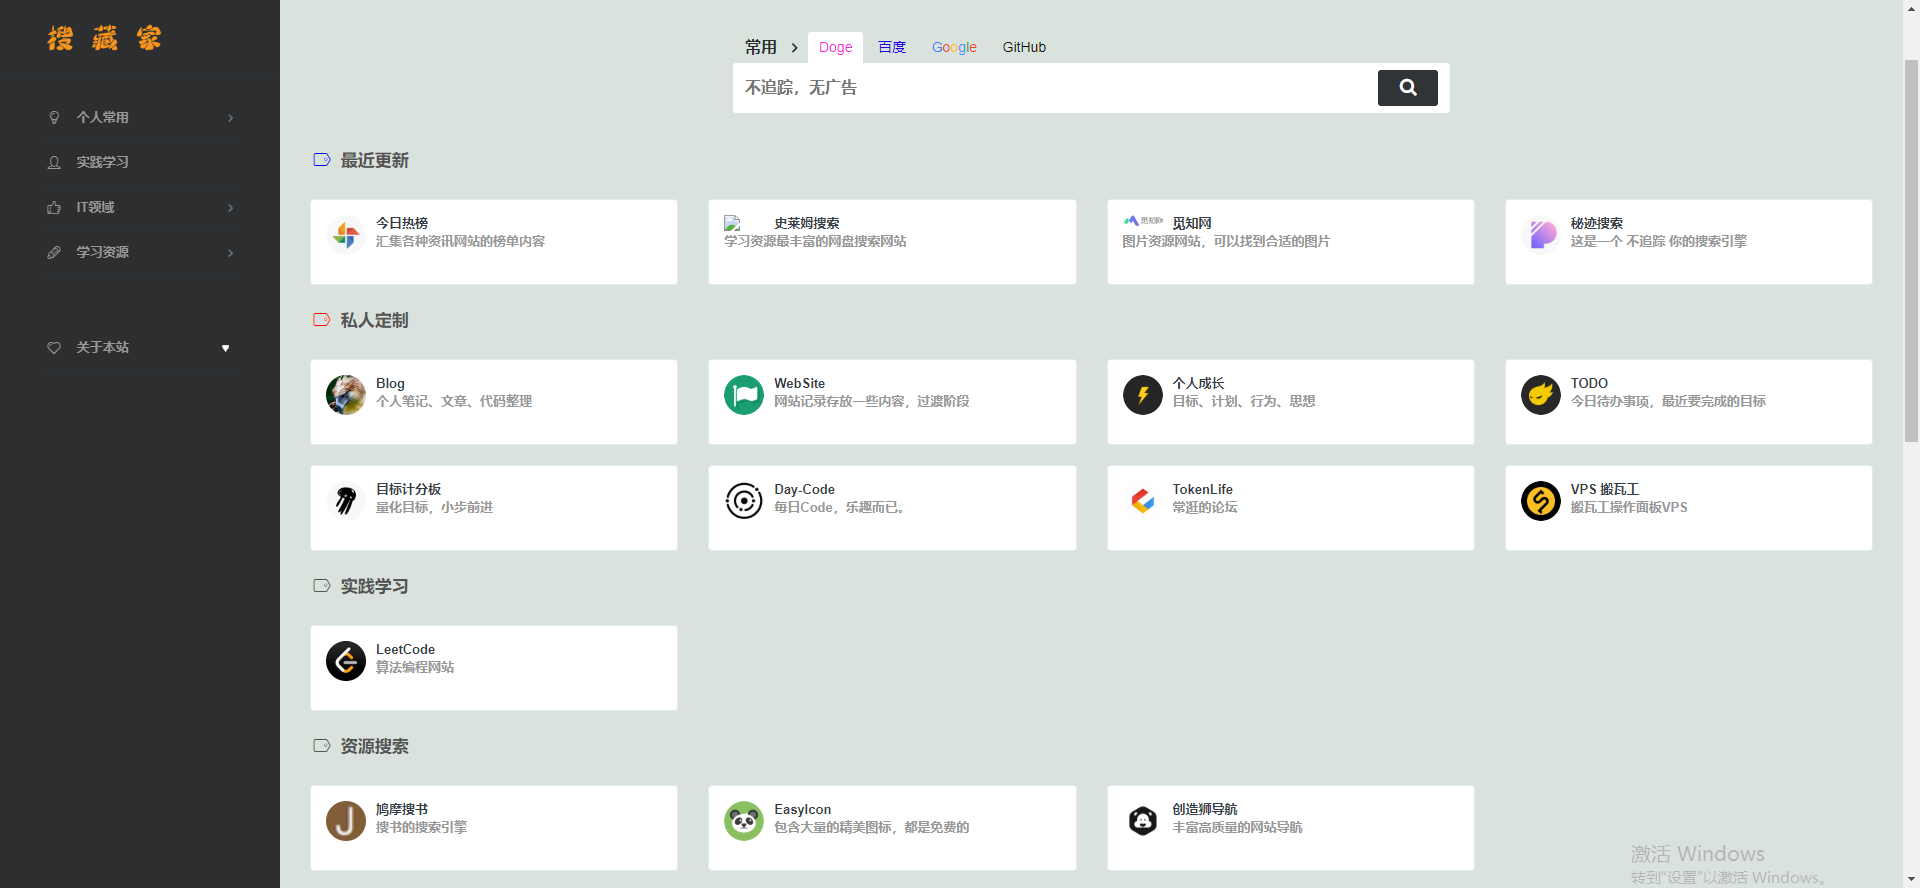 搜 藏 家
个人常用
实践学习
IT领域
学习资源
关于本站
常用 Doge 百度 Google GitHub
不追踪，无广告
最近更新
今日热榜
汇集各种资讯网站的榜单内容
史莱姆搜索
学习资源最丰富的网盘搜索网站
觅知网
觅知网
图片资源网站，可以找到合适的图片
秘迹搜索
这是一个 不追踪 你的搜索引擎
私人定制
Blog
个人笔记、文章、代码整理
WebSite
网站记录存放一些内容，过渡阶段
个人成长
目标、计划、行为、思想
TODO
今日待办事项，最近要完成的目标
目标计分板
量化目标，小步前进
Day-Code
每日Code，乐趣而已。
TokenLife
常逛的论坛
VPS 搬瓦工
搬瓦工操作面板VPS
实践学习
LeetCode
算法编程网站
资源搜索
J
鸠摩搜书
搜书的搜索引擎
EasyIcon
包含大量的精美图标，都是免费的
创造狮导航
丰富高质量的网站导航
激活 Windows
转到"设置"以激活 Windows。